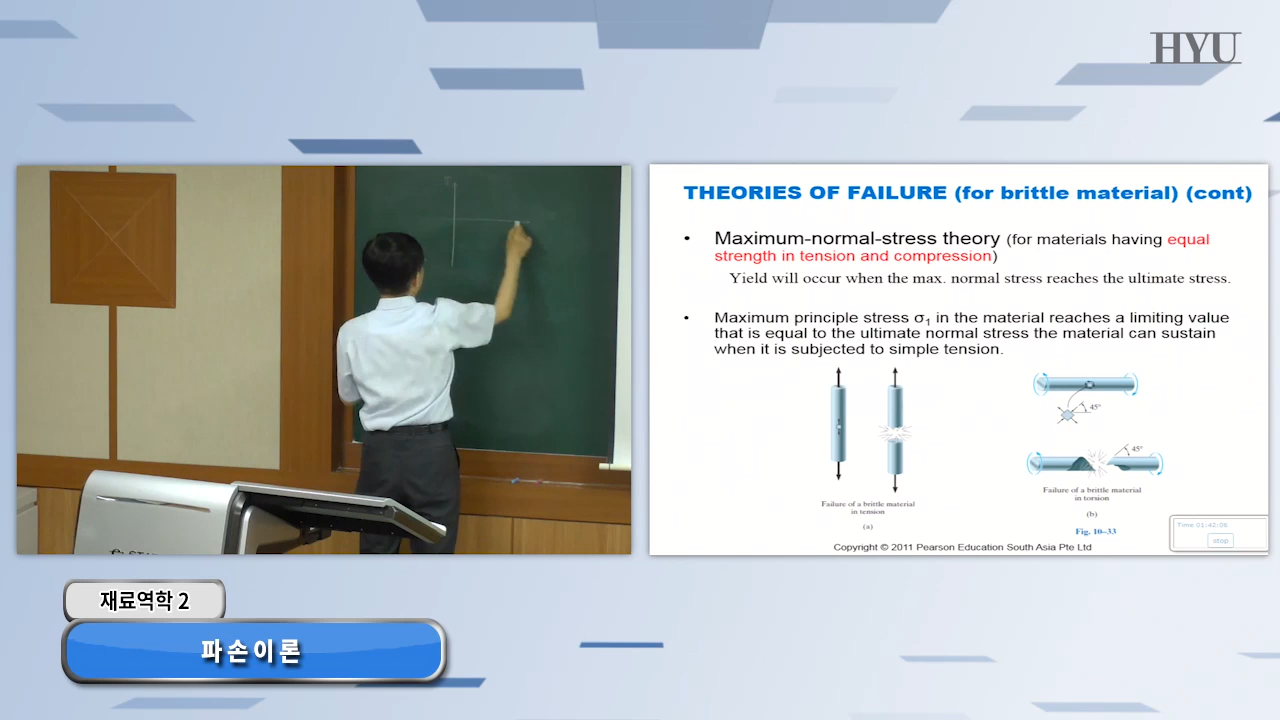 HYU
THEORIES OF FAILURE (for brittle material) (cont)
• Maximum-normal-stress theory (for materials having equal
strength in tension and compression)
Yield will occur when the max. normal stress reaches the ultimate stress.
• Maximum principle stress σ1 in the material reaches a limiting value
that is equal to the ultimate normal stress the material can sustain
when it is subjected to simple tension.
45°
45°
Failure of a brittle material
in tension
(a)
Failure of a brittle material
in torsion
(b)
Fig. 10–33
Time 01:42:05
stop
Copyright © 2011 Pearson Education South Asia Pte Ltd
재료역학 2
파손이론